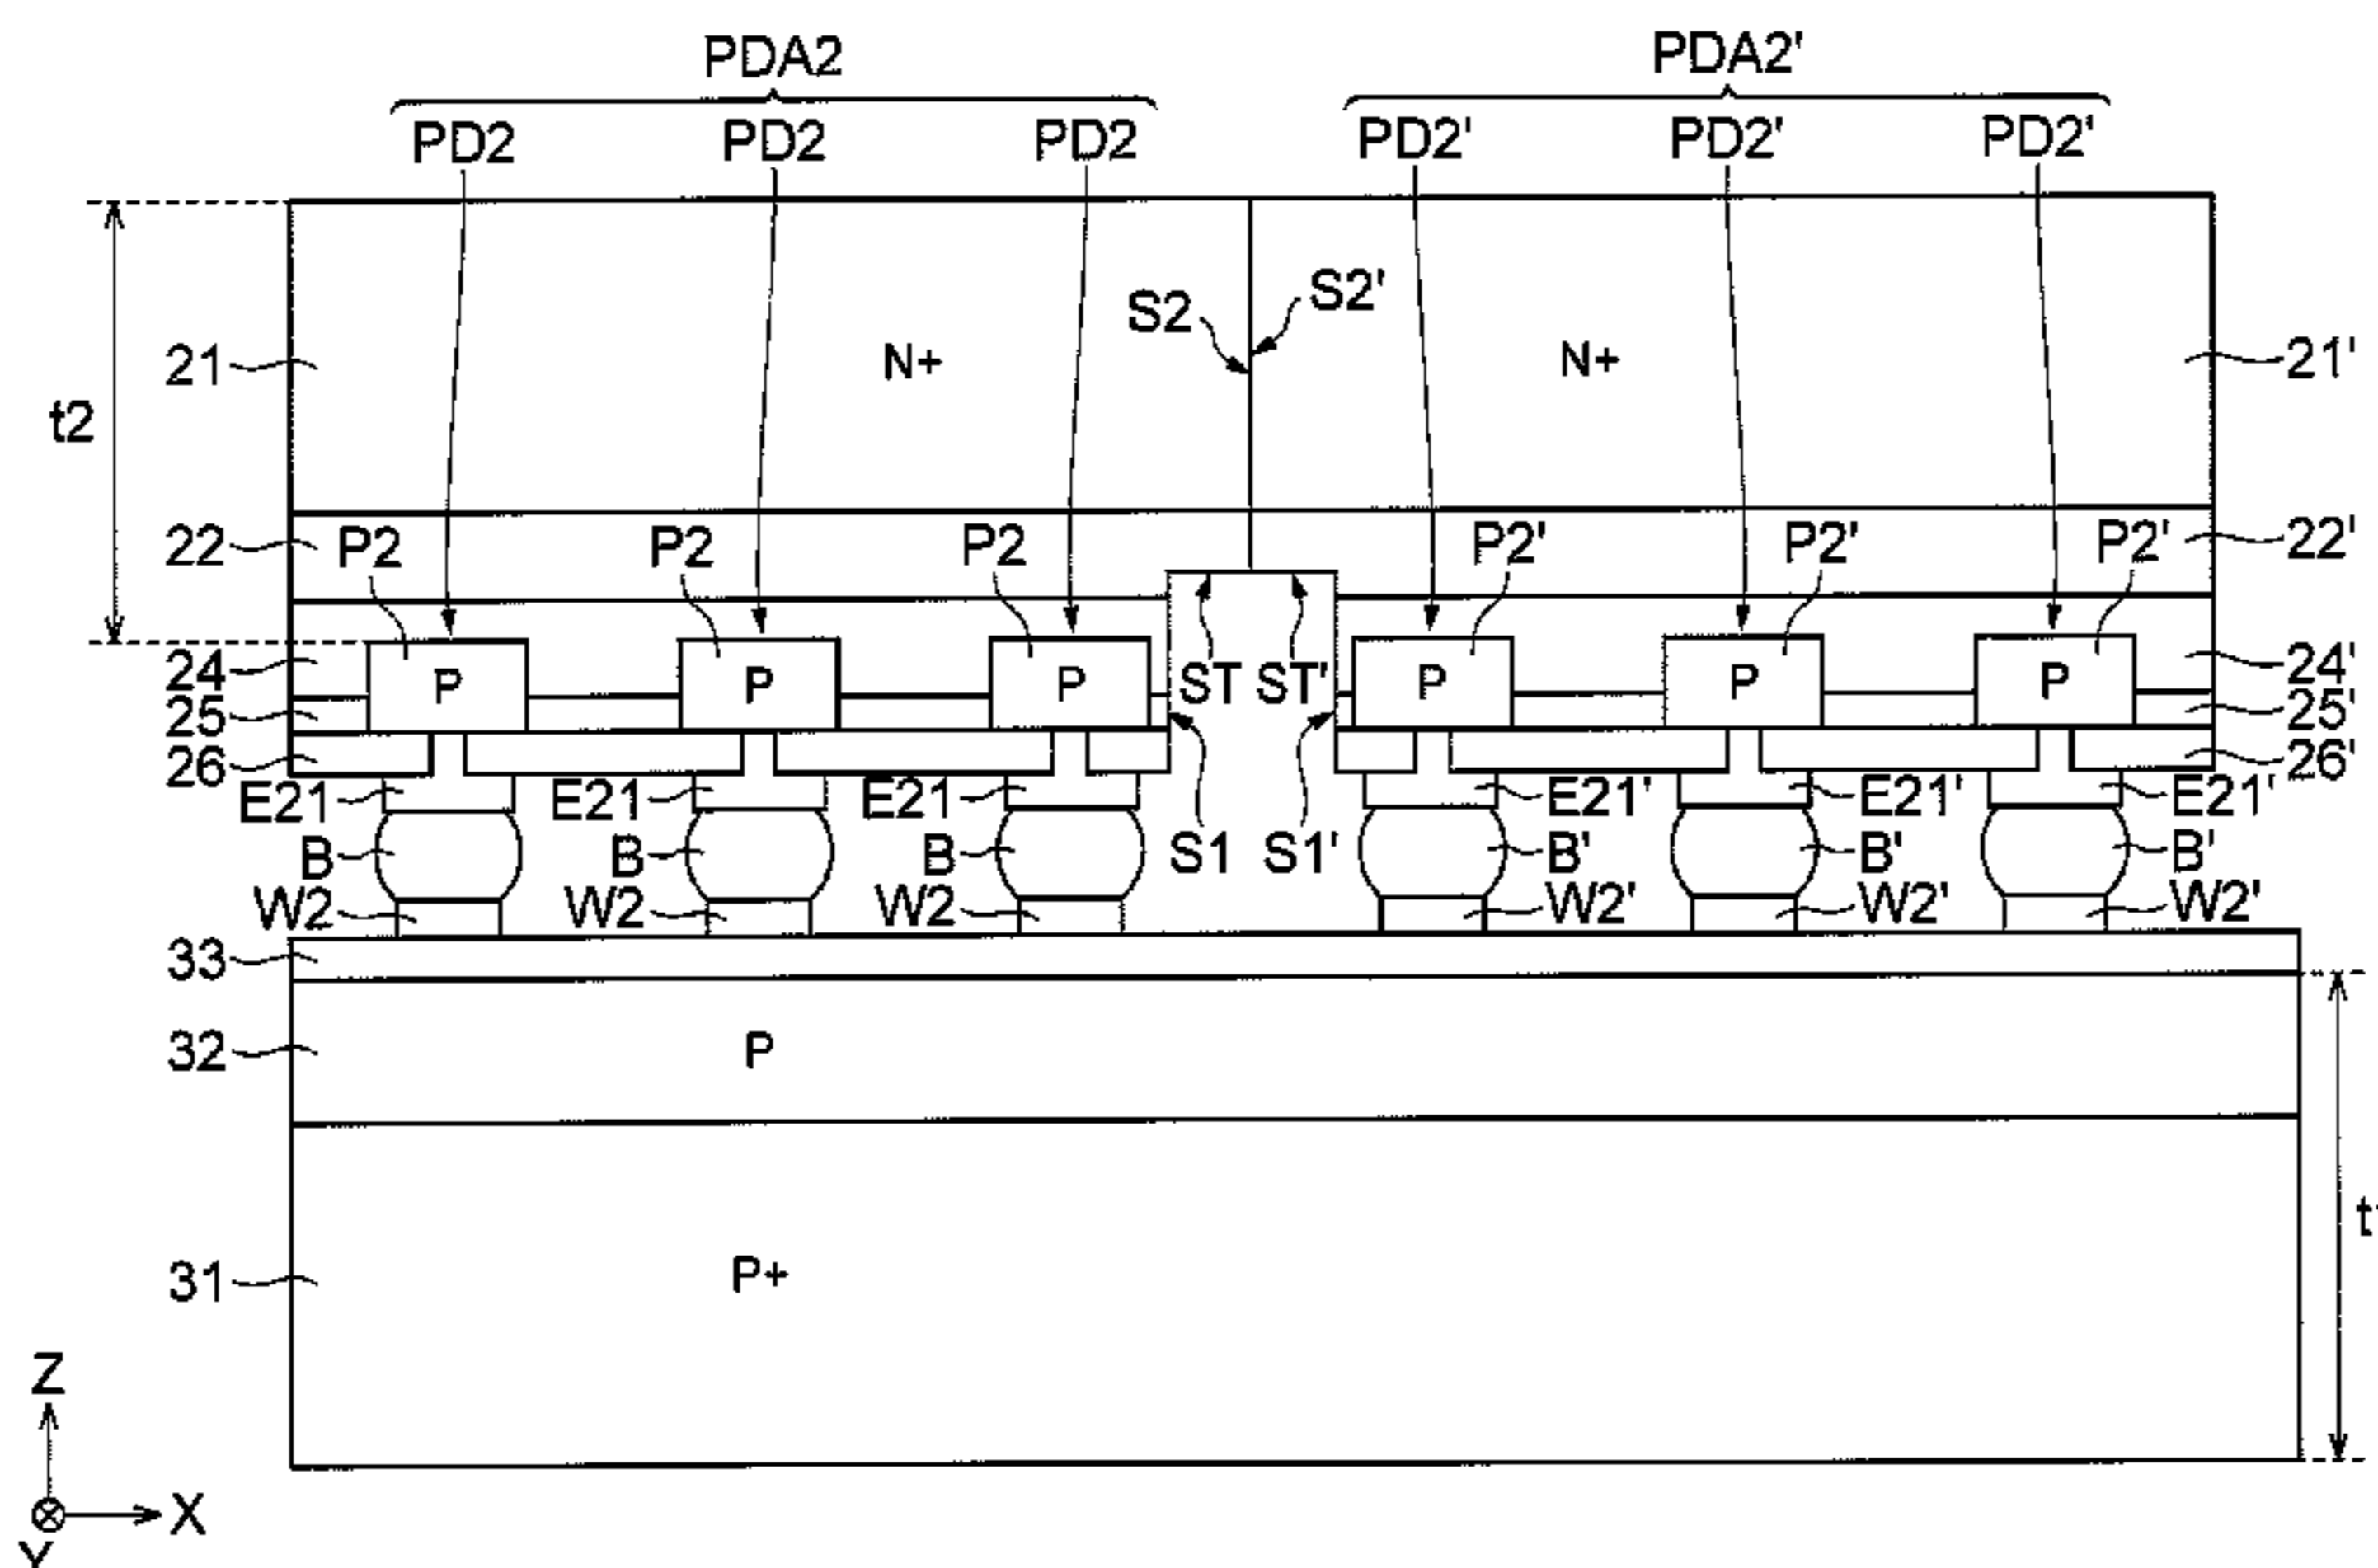 PDA2 PDA2'
PD2 PD2 PD2 PD2' PD2' PD2'
S2 S2'
21 N+ N+ 21'
t2
22 P2 P2 P2 P2' P2' P2' 22'
24 P P P ST ST' P P P 24'
25 25'
26 26'
E21 E21 E21 E21' E21' E21'
B B B S1 S1' B' B' B'
W2 W2 W2 W2' W2' W2'
33
32 P
t
31 P+
Z
X
Y